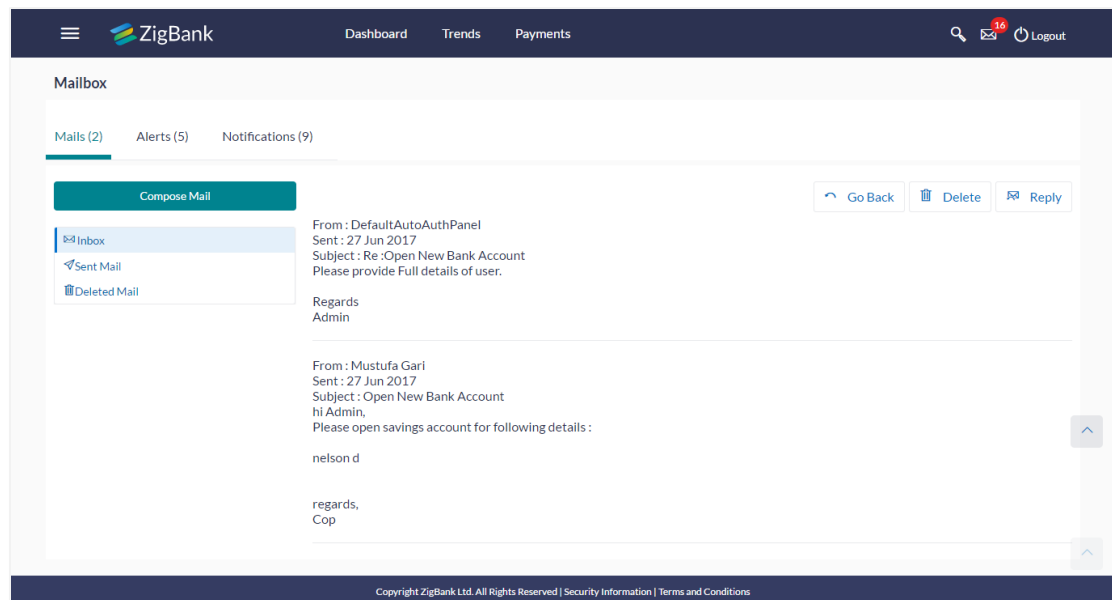 ZigBank Dashboard Trends Payments 16 Logout
Mailbox
Mails (2) Alerts (5) Notifications (9)
Compose Mail
Go Back Delete Reply
Inbox
Sent Mail
Deleted Mail
From : DefaultAutoAuthPanel
Sent : 27 Jun 2017
Subject : Re :Open New Bank Account
Please provide Full details of user.
Regards
Admin
From : Mustufa Gari
Sent : 27 Jun 2017
Subject : Open New Bank Account
hi Admin,
Please open savings account for following details :
nelson d
regards,
Cop
Copyright ZigBank Ltd. All Rights Reserved | Security Information | Terms and Conditions